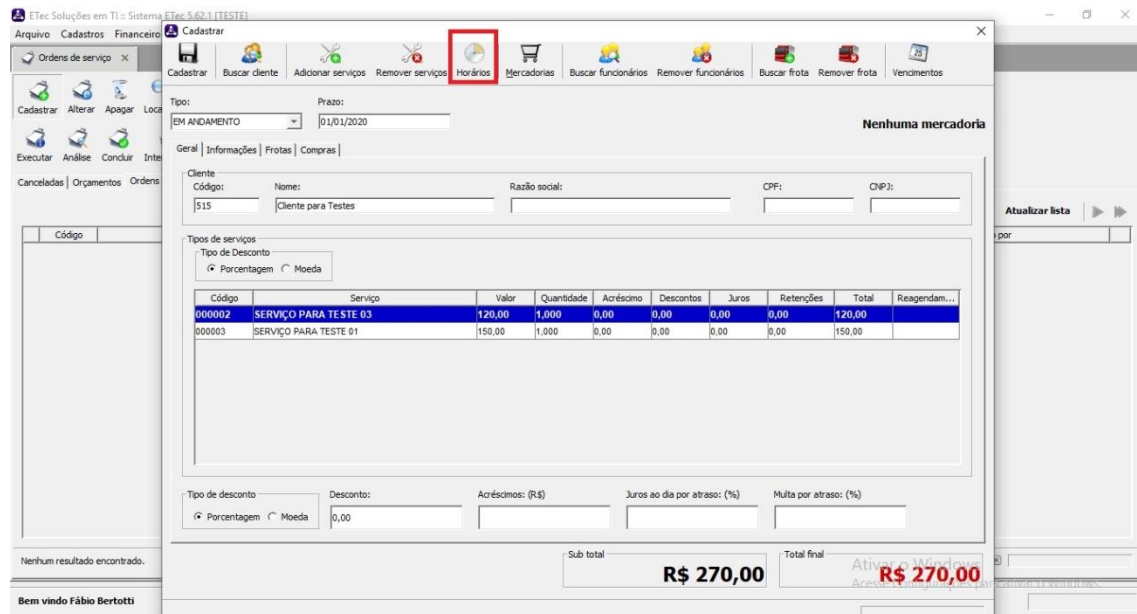 ETec Soluções em TI :: Sistema ETec 5.62.1 [TESTE]
Arquivo Cadastros Financeiro
Ordens de serviço
Cadastrar Alterar Apagar Loca
Executar Análise Concluir Inte
Canceladas Orçamentos Ordens
Código
Nenhum resultado encontrado.
Bem vindo Fábio Bertotti
Cadastrar
Cadastrar Buscar cliente Adicionar serviços Remover serviços Horários Mercadorias Buscar funcionários Remover funcionários Buscar frota Remover frota Vencimentos
25
Tipo: Prazo:
EM ANDAMENTO 01/01/2020
Nenhuma mercadoria
Geral Informações Frotas Compras
Cliente
Código: Nome: Razão social: CPF: CNPJ:
515 Cliente para Testes
Tipos de serviços
Tipo de Desconto
Porcentagem Moeda
Código Serviço Valor Quantidade Acréscimo Descontos Juros Retenções Total Reagendam...
000002 SERVIÇO PARA TESTE 03 120,00 1,000 0,00 0,00 0,00 0,00 120,00
000003 SERVIÇO PARA TESTE 01 150,00 1,000 0,00 0,00 0,00 0,00 150,00
Tipo de desconto Desconto: Acréscimos: (R$) Juros ao dia por atraso: (%) Multa por atraso: (%)
Porcentagem Moeda 0,00
Sub total Total final
R$ 270,00 R$ 270,00
Atualizar lista
por
Ativar o Windows